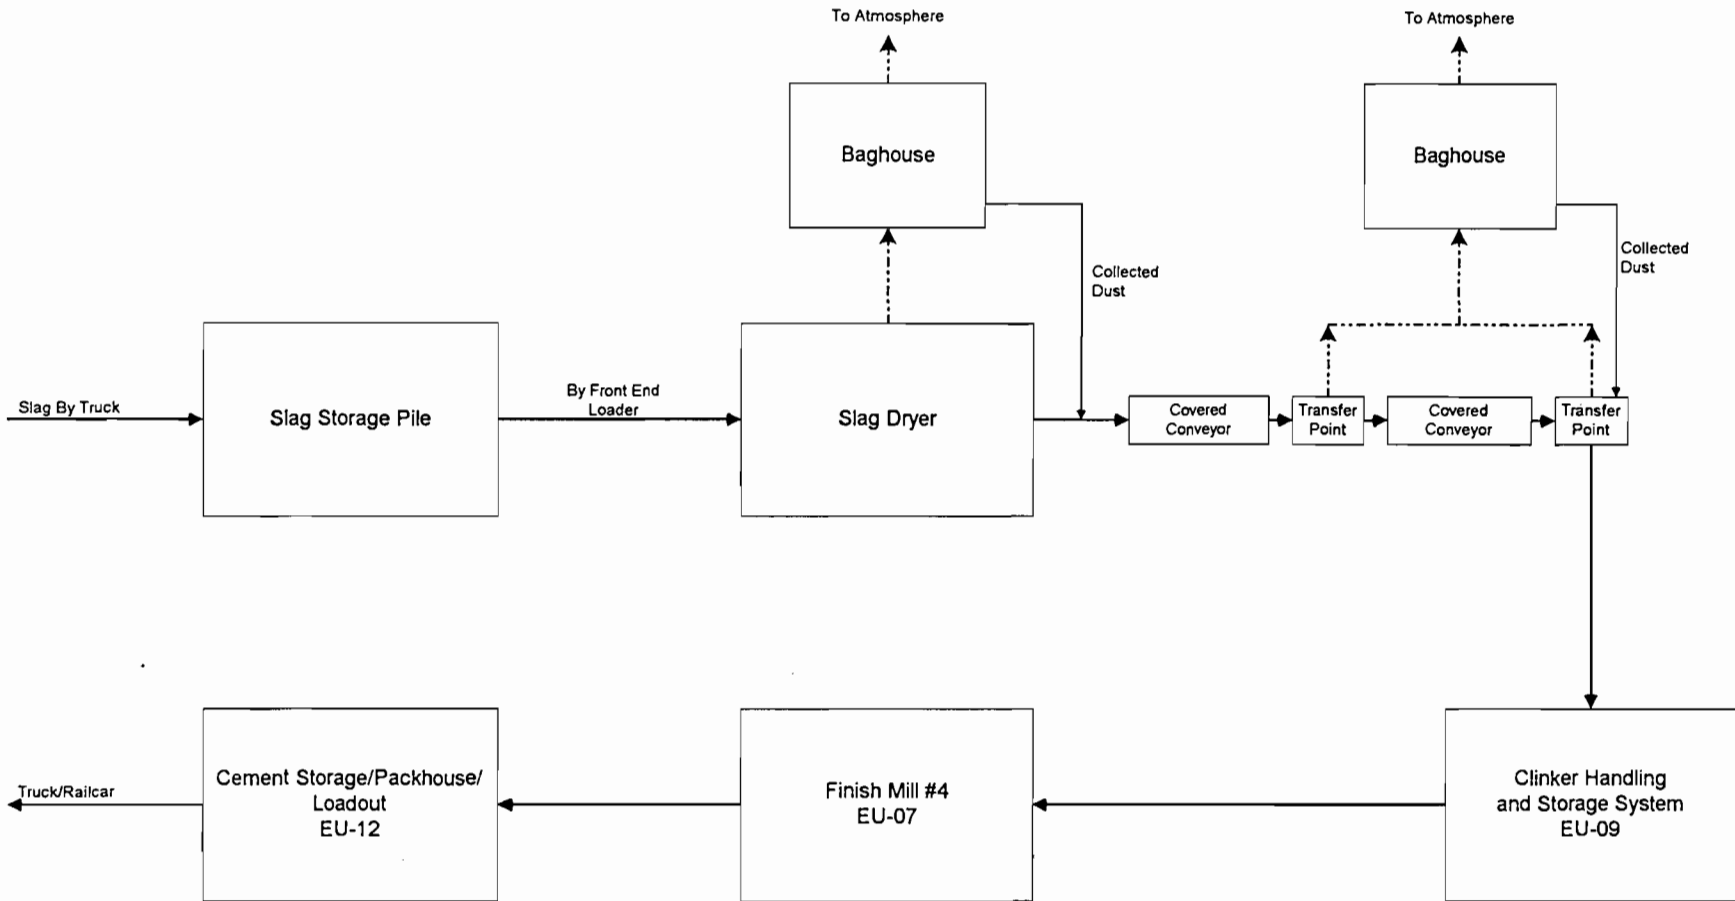 To Atmosphere
To Atmosphere
Baghouse
Baghouse
Collected
Dust
Collected
Dust
Slag By Truck
Slag Storage Pile
By Front End
Loader
Slag Dryer
Covered
Conveyor
Transfer
Point
Covered
Conveyor
Transfer
Point
Truck/Railcar
Cement Storage/Packhouse/
Loadout
EU-12
Finish Mill #4
EU-07
Clinker Handling
and Storage System
EU-09